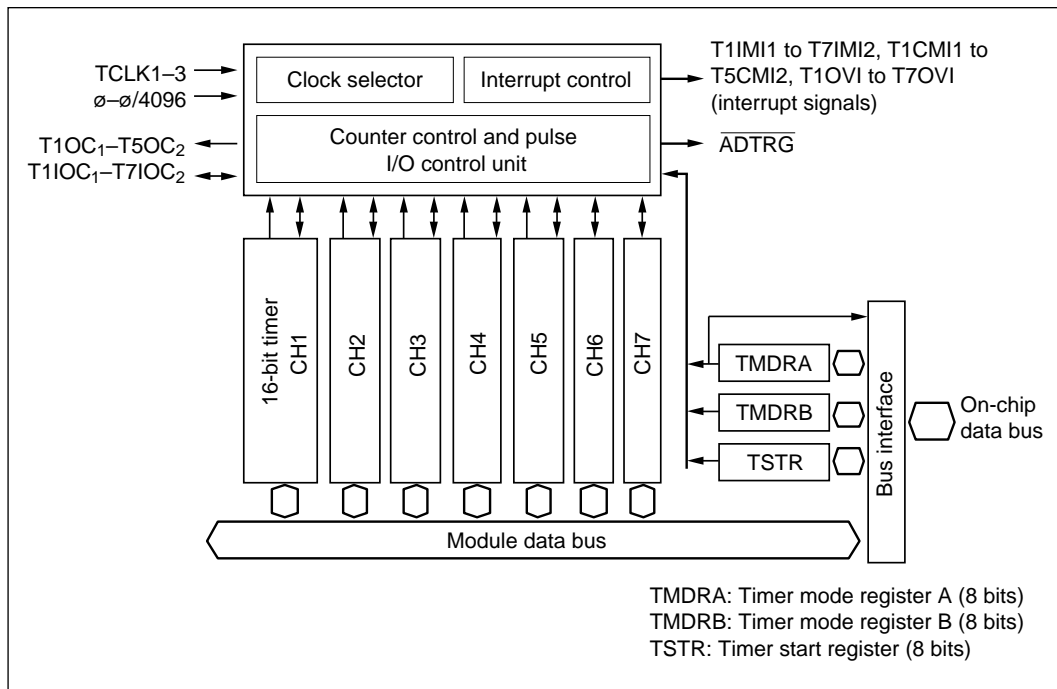 TCLK1–3
ø–ø/4096
T1OC₁–T5OC₂
T1IOC₁–T7IOC₂
Clock selector
Interrupt control
Counter control and pulse
I/O control unit
T1IMI1 to T7IMI2, T1CMI1 to
T5CMI2, T1OVI to T7OVI
(interrupt signals)
ADTRG
16-bit timer
CH1
CH2
CH3
CH4
CH5
CH6
CH7
TMDRA
TMDRB
TSTR
Bus interface
On-chip
data bus
Module data bus
TMDRA: Timer mode register A (8 bits)
TMDRB: Timer mode register B (8 bits)
TSTR: Timer start register (8 bits)